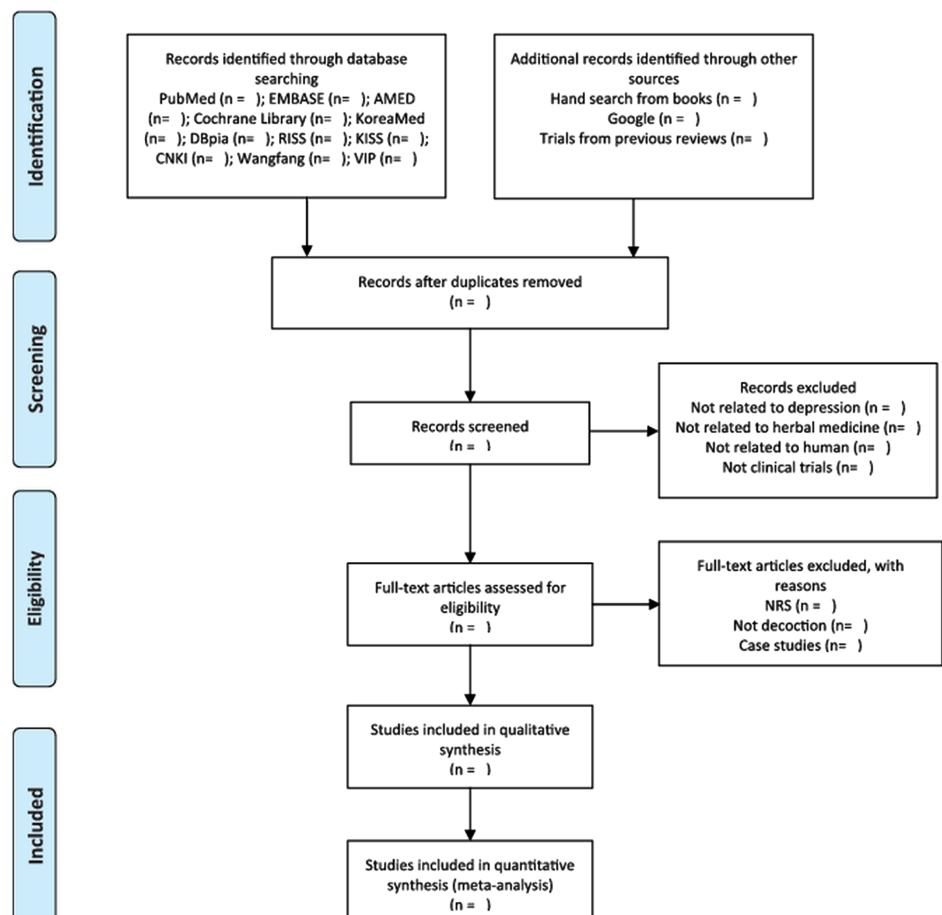 Identification
Records identified through database
searching
PubMed (n =   ); EMBASE (n=   ); AMED
(n=   ); Cochrane Library (n=   ); KoreaMed
(n=   ); DBpia (n=   ); RISS (n=   ); KISS (n=   );
CNKI (n=   ); Wangfang (n=   ); VIP (n=   )
Additional records identified through other
sources
Hand search from books (n =   )
Google (n =   )
Trials from previous reviews (n=   )
Screening
Records after duplicates removed
(n =   )
Records screened
(n =   )
Records excluded
Not related to depression (n =   )
Not related to herbal medicine (n=   )
Not related to human (n=   )
Not clinical trials (n=   )
Eligibility
Full-text articles assessed for
eligibility
(n =   )
Full-text articles excluded, with
reasons
NRS (n =   )
Not decoction (n=   )
Case studies (n=   )
Included
Studies included in qualitative
synthesis
(n =   )
Studies included in quantitative
synthesis (meta-analysis)
(n =   )